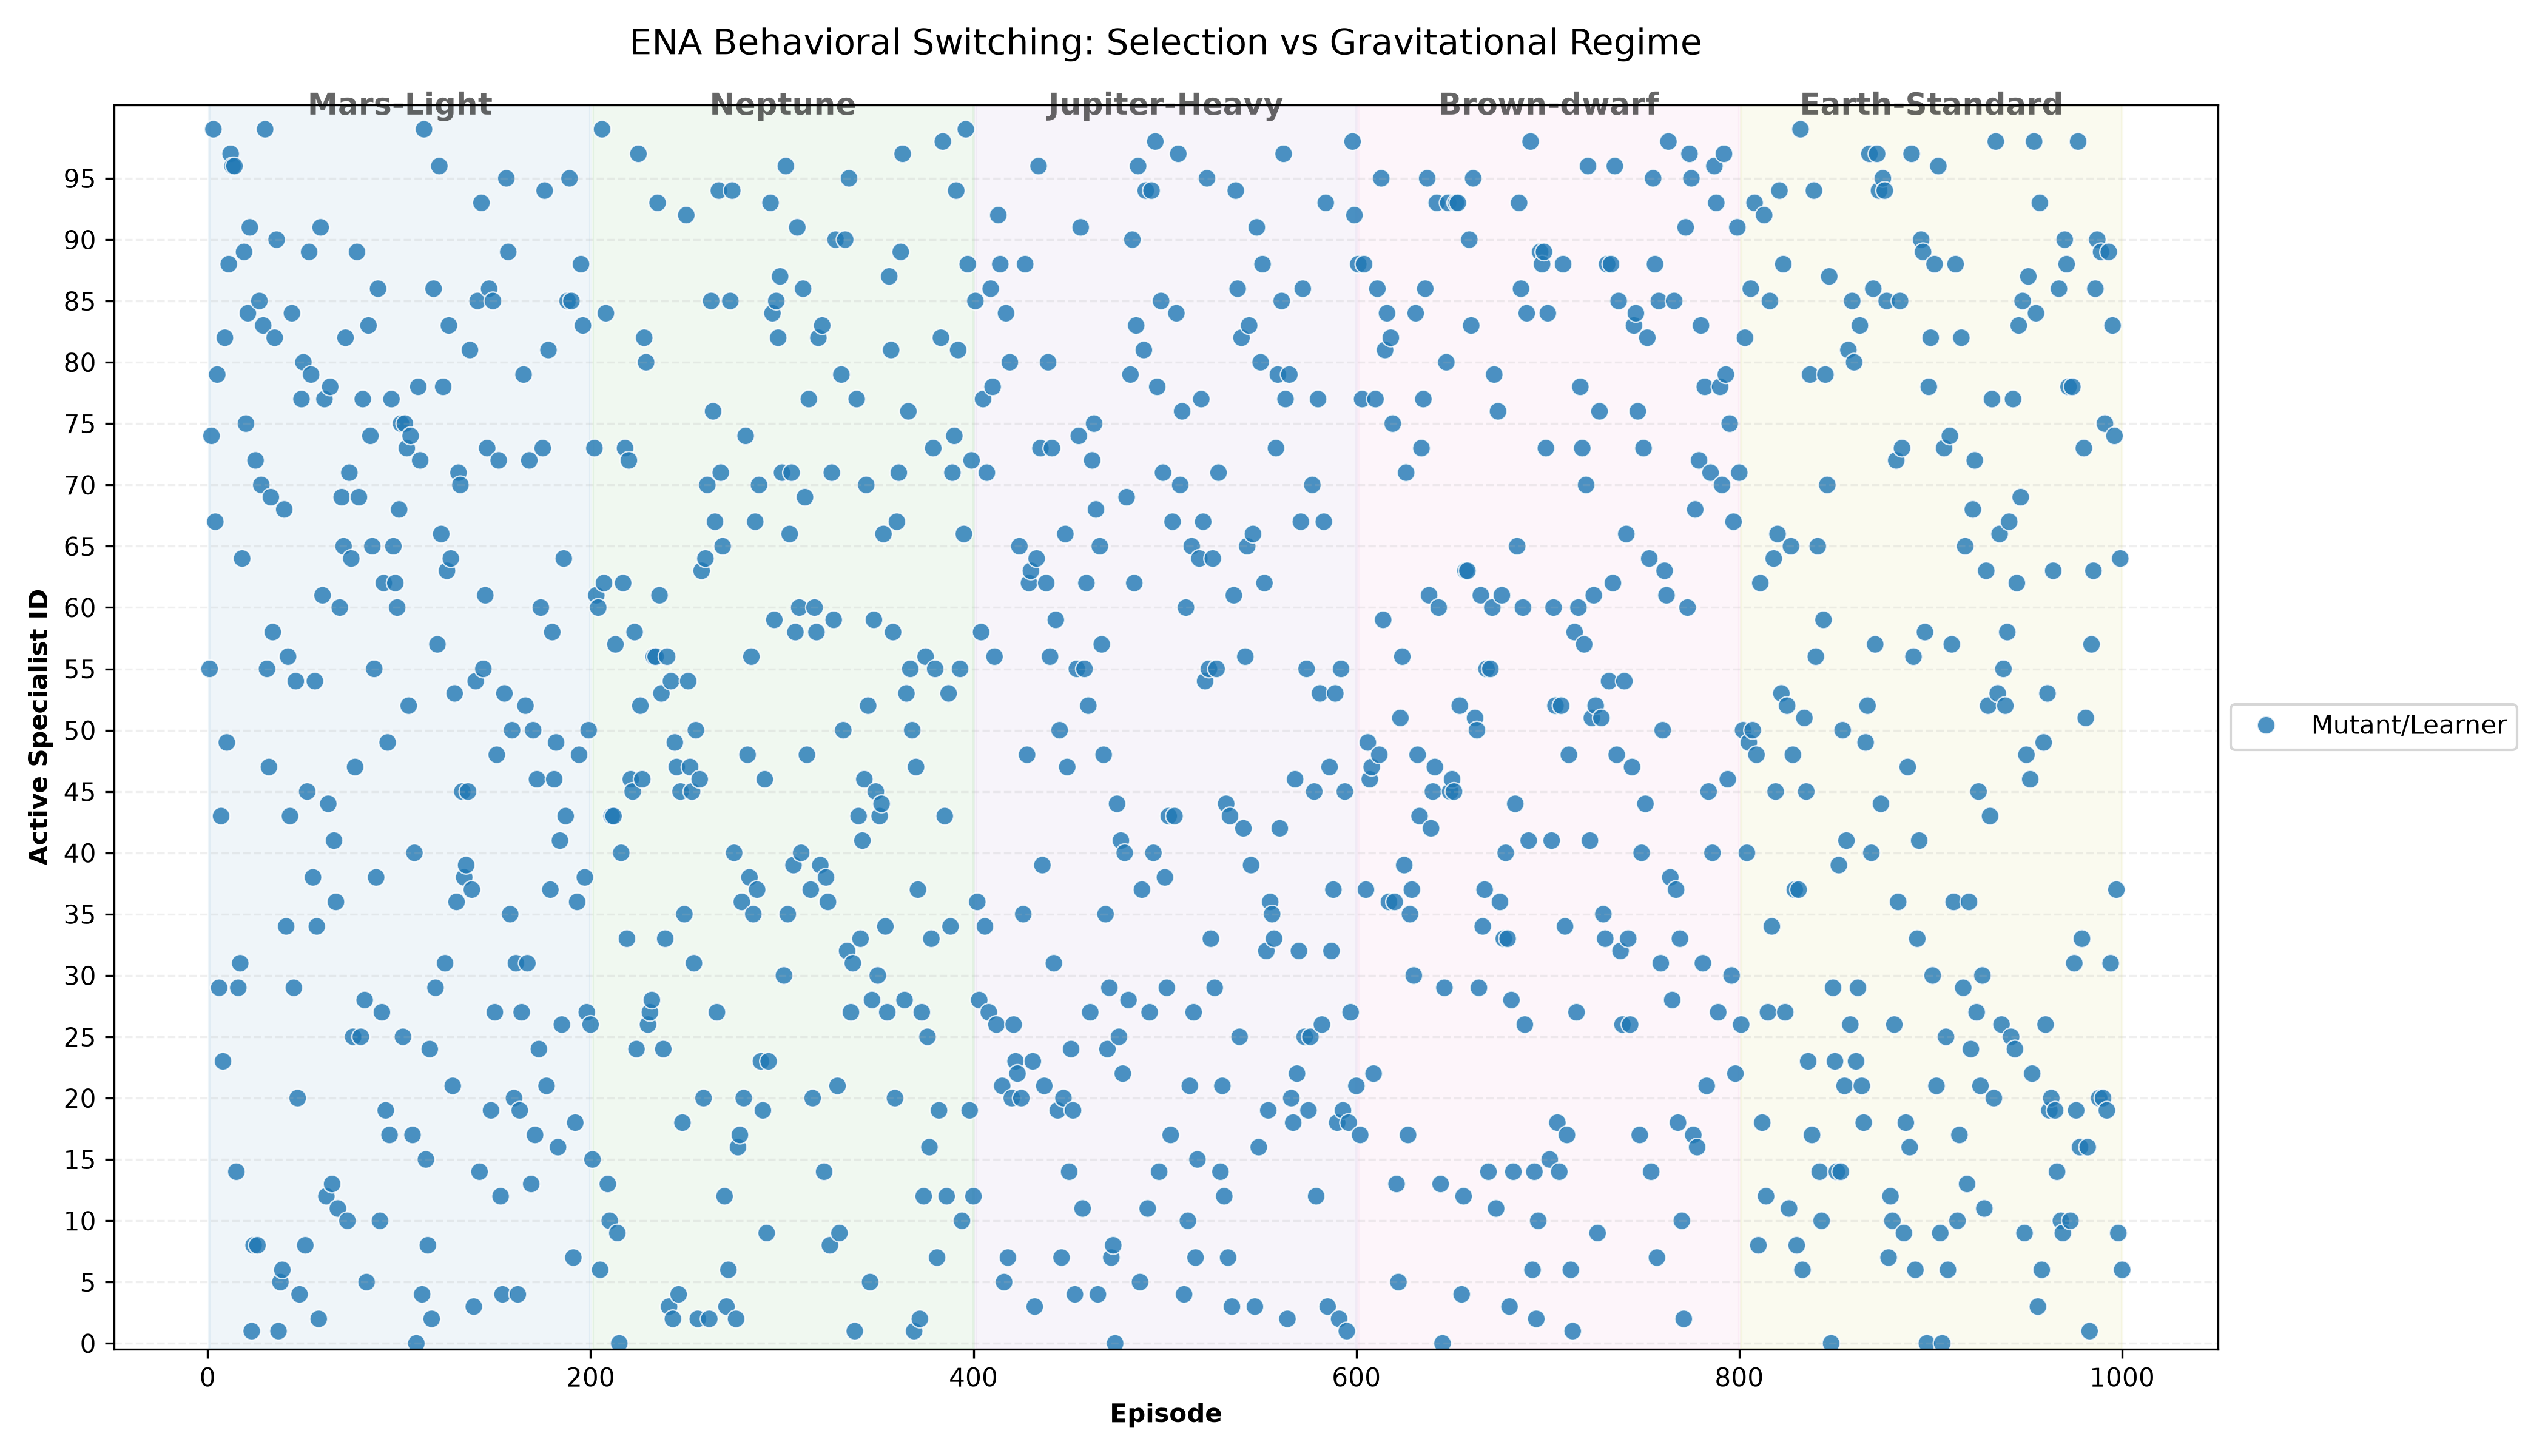 ENA Behavioral Switching: Selection vs Gravitational Regime
Mars-Light
Neptune
Jupiter-Heavy
Brown-dwarf
Earth-Standard
Active Specialist ID
95
90
85
80
75
70
65
60
55
50
45
40
35
30
25
20
15
10
5
0
Mutant/Learner
0
200
400
600
800
1000
Episode